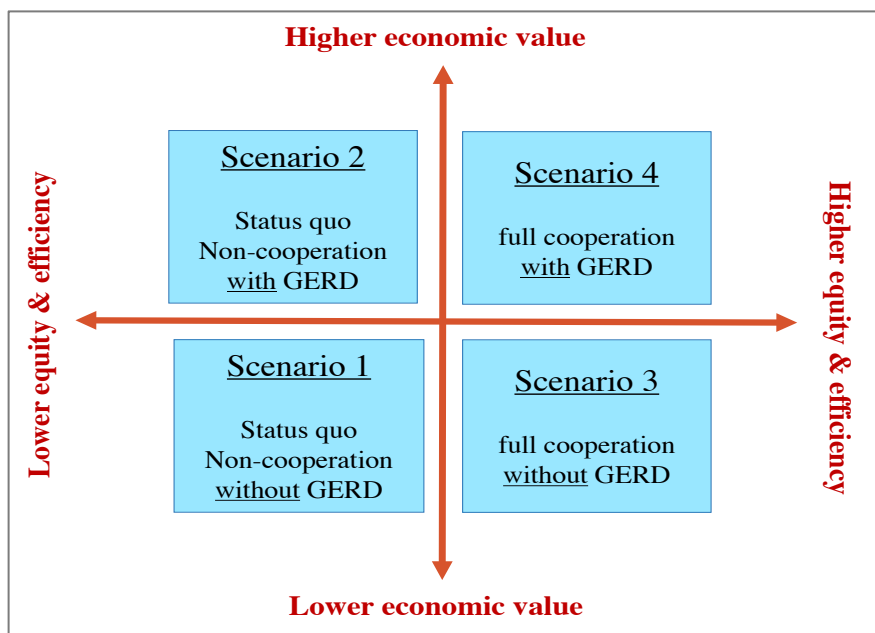 Higher economic value
Lower equity & efficiency
Scenario 2
Status quo
Non-cooperation
with GERD
Scenario 4
full cooperation
with GERD
Higher equity & efficiency
Scenario 1
Status quo
Non-cooperation
without GERD
Scenario 3
full cooperation
without GERD
Lower economic value